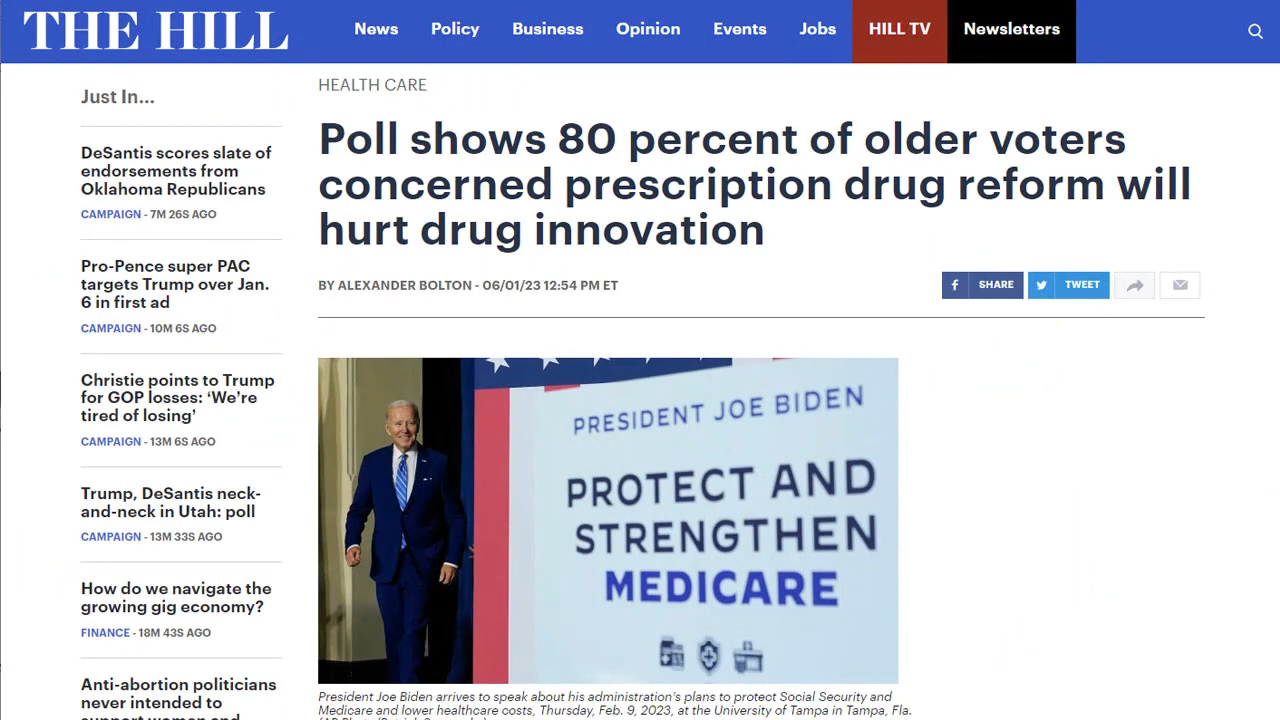 THE HILL
News
Policy
Business
Opinion
Events
Jobs
HILL TV
Newsletters
Just In...
DeSantis scores slate of
endorsements from
Oklahoma Republicans
CAMPAIGN - 7M 26S AGO
Pro-Pence super PAC
targets Trump over Jan.
6 in first ad
CAMPAIGN - 10M 6S AGO
Christie points to Trump
for GOP losses: ‘We’re
tired of losing’
CAMPAIGN - 13M 6S AGO
Trump, DeSantis neck-
and-neck in Utah: poll
CAMPAIGN - 13M 33S AGO
How do we navigate the
growing gig economy?
FINANCE - 18M 43S AGO
Anti-abortion politicians
never intended to
HEALTH CARE
Poll shows 80 percent of older voters
concerned prescription drug reform will
hurt drug innovation
BY ALEXANDER BOLTON - 06/01/23 12:54 PM ET
SHARE
TWEET
PRESIDENT JOE BIDEN
PROTECT AND
STRENGTHEN
MEDICARE
President Joe Biden arrives to speak about his administration’s plans to protect Social Security and
Medicare and lower healthcare costs, Thursday, Feb. 9, 2023, at the University of Tampa in Tampa, Fla.